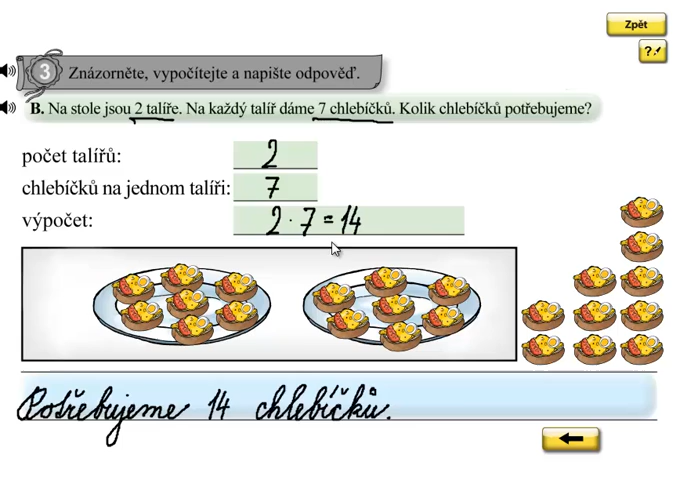 Zpět
?
3 Znázorněte, vypočítejte a napište odpověď.
B. Na stole jsou 2 talíře. Na každý talíř dáme 7 chlebíčků. Kolik chlebíčků potřebujeme?
počet talířů: 2
chlebíčků na jednom talíři: 7
výpočet: 2 · 7 = 14
Potřebujeme 14 chlebíčků.